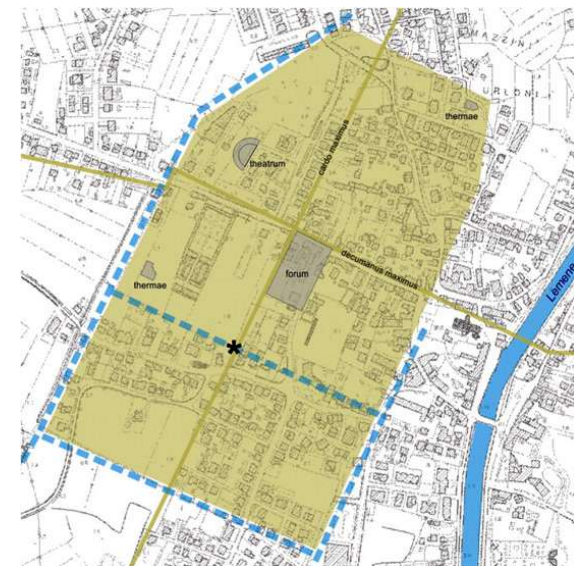 MAZZINI
thermae
cardo maximus
theatrum
decumanus maximus
forum
thermae
Lemene
*